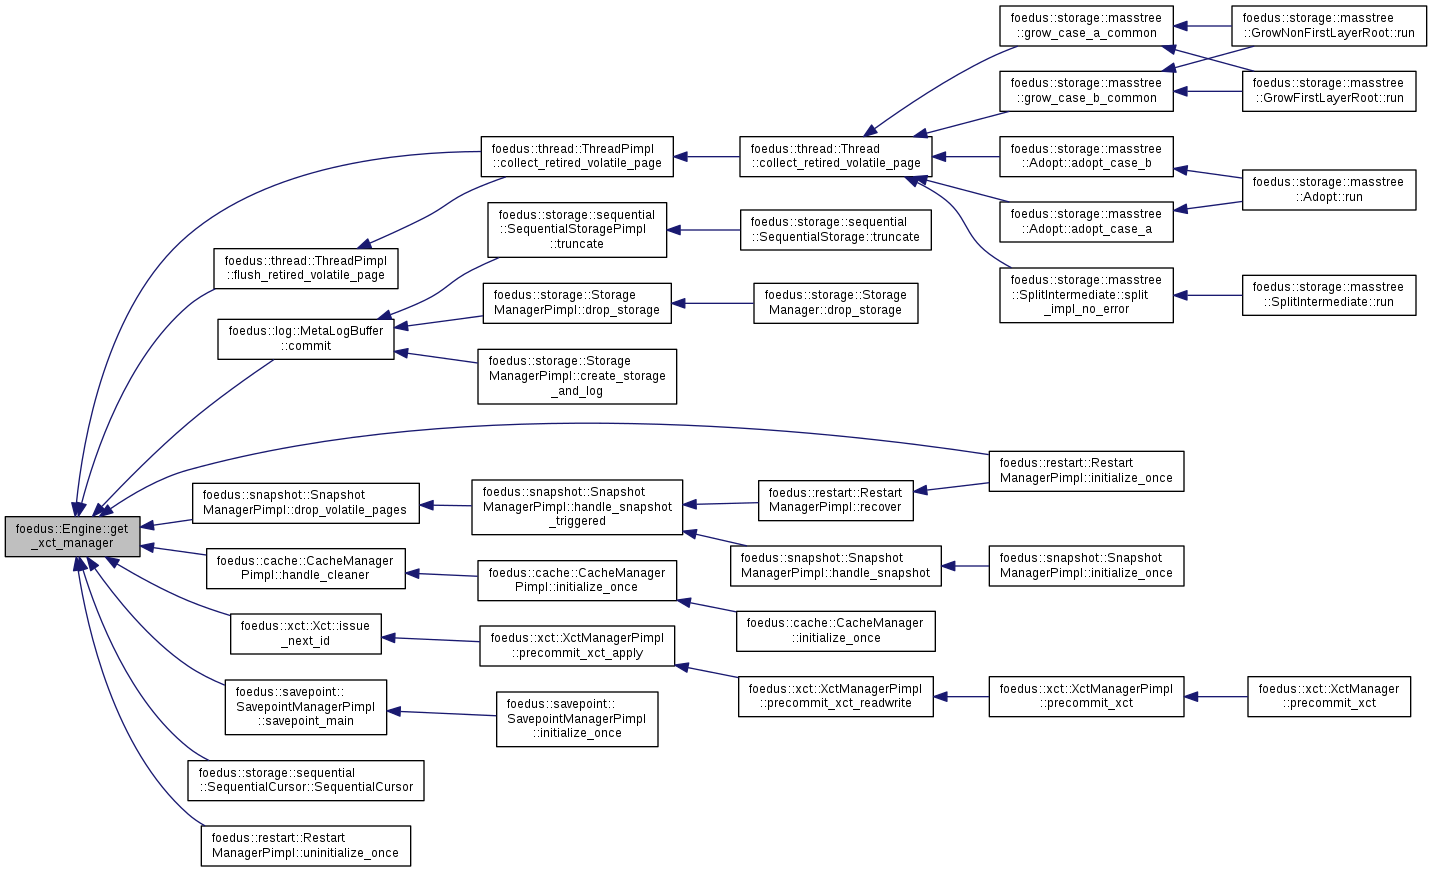 foedus::storage::masstree
::grow_case_a_common
foedus::storage::masstree
::GrowNonFirstLayerRoot::run
foedus::storage::masstree
::grow_case_b_common
foedus::storage::masstree
::GrowFirstLayerRoot::run
foedus::thread::ThreadPimpl
::collect_retired_volatile_page
foedus::thread::Thread
::collect_retired_volatile_page
foedus::storage::masstree
::Adopt::adopt_case_b
foedus::storage::masstree
::Adopt::run
foedus::storage::masstree
::Adopt::adopt_case_a
foedus::storage::sequential
::SequentialStoragePimpl
::truncate
foedus::storage::sequential
::SequentialStorage::truncate
foedus::thread::ThreadPimpl
::flush_retired_volatile_page
foedus::storage::masstree
::SplitIntermediate::split
_impl_no_error
foedus::storage::masstree
::SplitIntermediate::run
foedus::storage::Storage
ManagerPimpl::drop_storage
foedus::storage::Storage
Manager::drop_storage
foedus::log::MetaLogBuffer
::commit
foedus::storage::Storage
ManagerPimpl::create_storage
_and_log
foedus::restart::Restart
ManagerPimpl::initialize_once
foedus::snapshot::Snapshot
ManagerPimpl::drop_volatile_pages
foedus::snapshot::Snapshot
ManagerPimpl::handle_snapshot
_triggered
foedus::restart::Restart
ManagerPimpl::recover
foedus::Engine::get
_xct_manager
foedus::cache::CacheManager
Pimpl::handle_cleaner
foedus::cache::CacheManager
Pimpl::initialize_once
foedus::snapshot::Snapshot
ManagerPimpl::handle_snapshot
foedus::snapshot::Snapshot
ManagerPimpl::initialize_once
foedus::cache::CacheManager
::initialize_once
foedus::xct::Xct::issue
_next_id
foedus::xct::XctManagerPimpl
::precommit_xct_apply
foedus::xct::XctManagerPimpl
::precommit_xct_readwrite
foedus::xct::XctManagerPimpl
::precommit_xct
foedus::xct::XctManager
::precommit_xct
foedus::savepoint::
SavepointManagerPimpl
::savepoint_main
foedus::savepoint::
SavepointManagerPimpl
::initialize_once
foedus::storage::sequential
::SequentialCursor::SequentialCursor
foedus::restart::Restart
ManagerPimpl::uninitialize_once